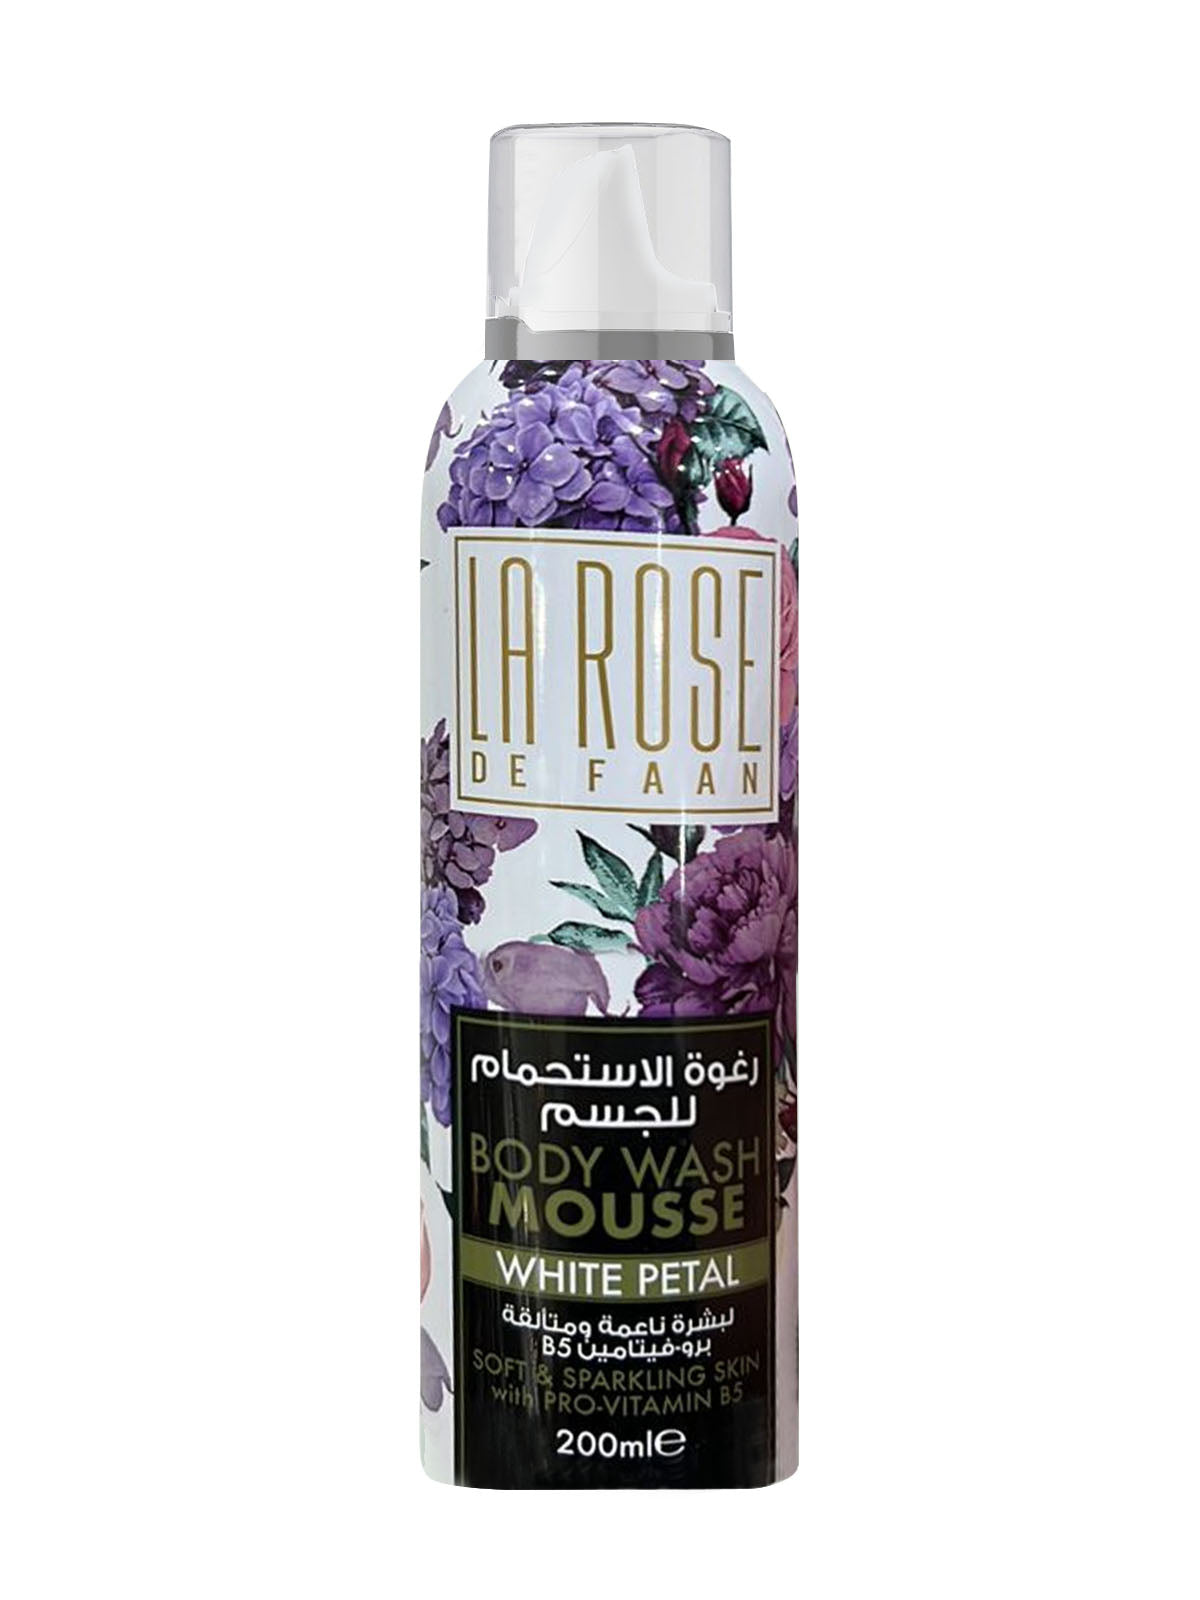 LA ROSE
DE FAAN
رغوة الاستحمام
للجسم
BODY WASH
MOUSSE
WHITE PETAL
لبشرة ناعمة ومتألقة
برو-فيتامين B5
SOFT & SPARKLING SKIN
with PRO-VITAMIN B5
200ml℮